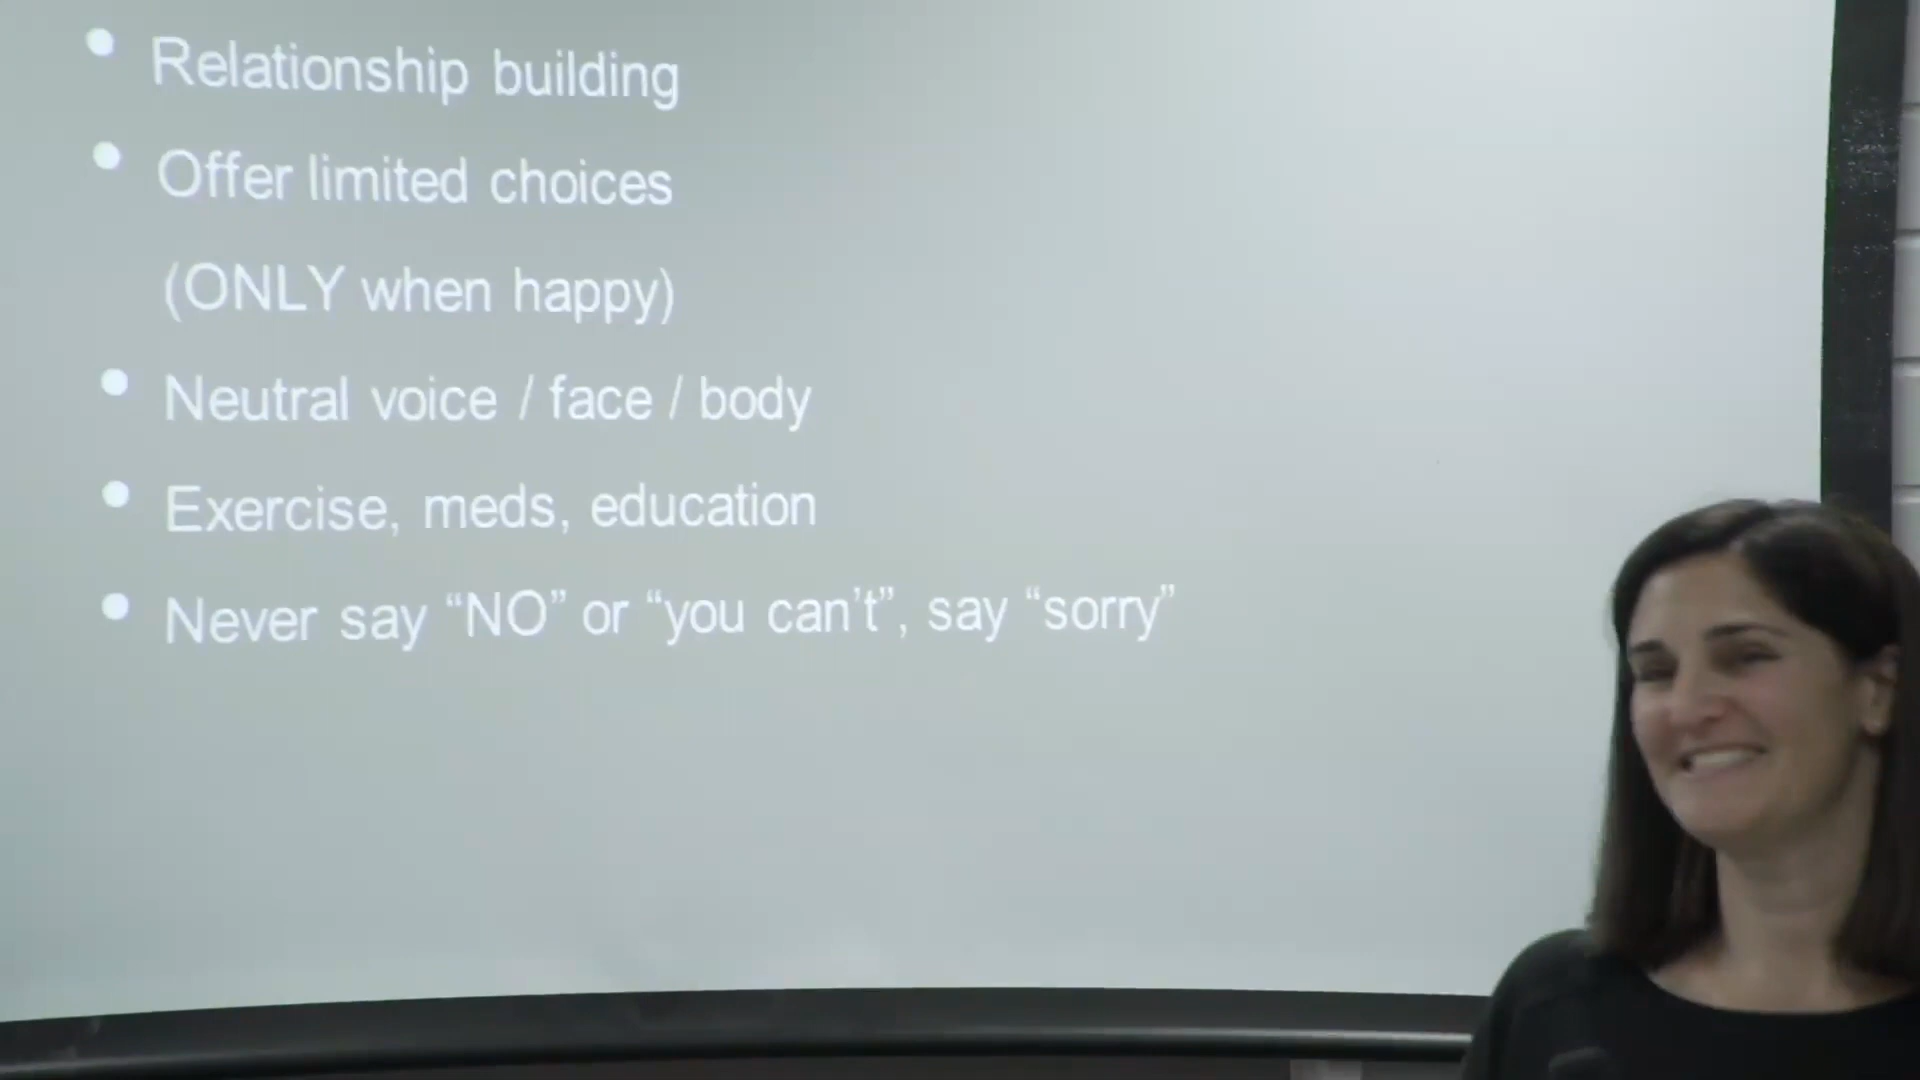 • Relationship building
• Offer limited choices
(ONLY when happy)
• Neutral voice / face / body
• Exercise, meds, education
• Never say “NO” or “you can’t”, say “sorry”